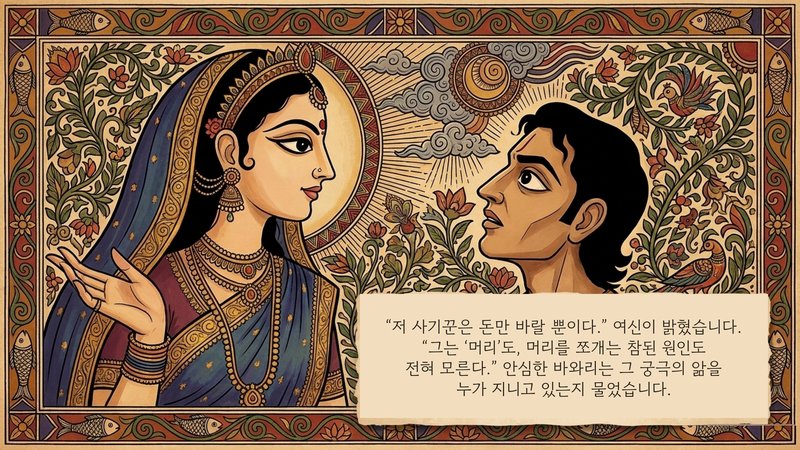 “저 사기꾼은 돈만 바랄 뿐이다.” 여신이 밝혔습니다.
“그는 ‘머리’도, 머리를 쪼개는 참된 원인도
전혀 모른다.” 안심한 바와리는 그 궁극의 앎을
누가 지니고 있는지 물었습니다.